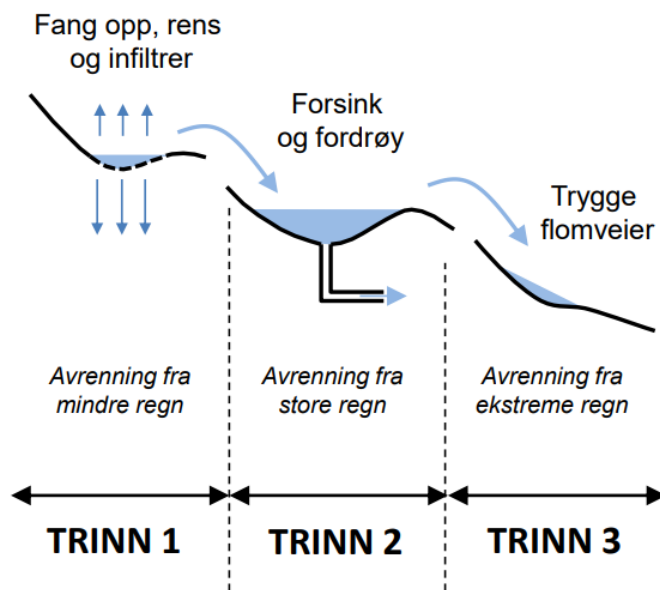 Fang opp, rens
og infiltrer
Forsink
og fordrøy
Trygge
flomveier
Avrenning fra
mindre regn
Avrenning fra
store regn
Avrenning fra
ekstreme regn
TRINN 1
TRINN 2
TRINN 3